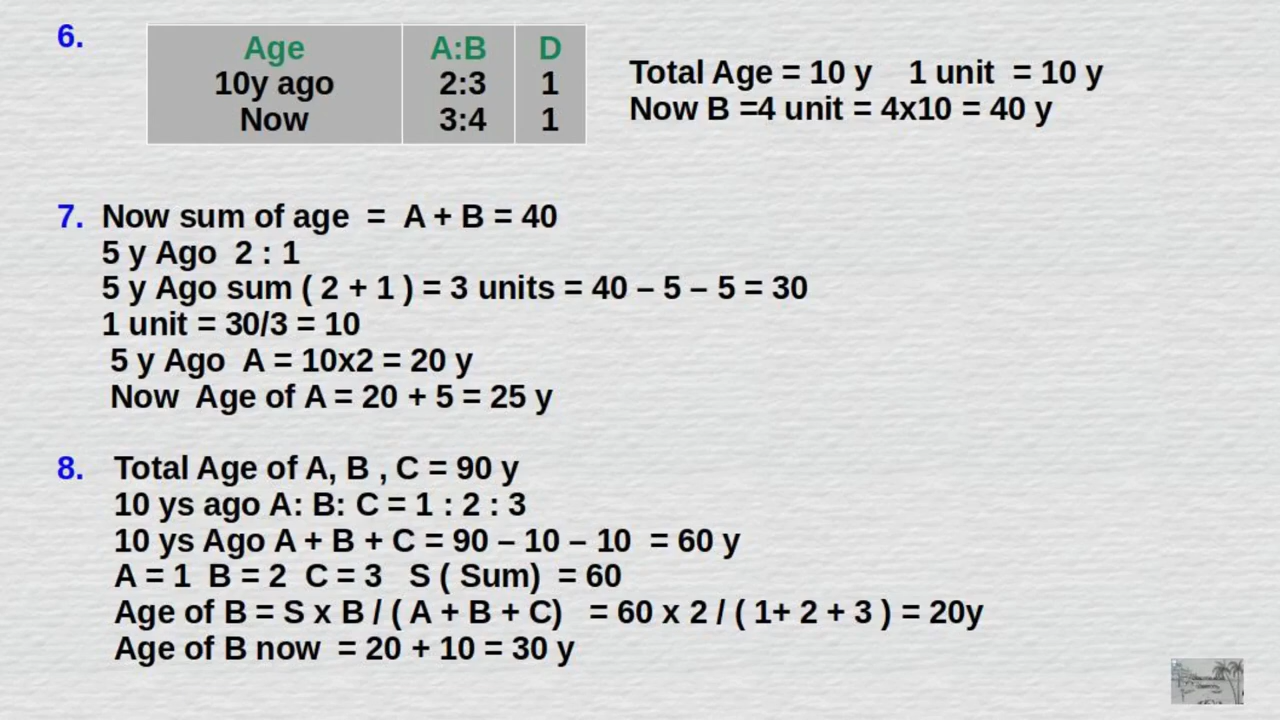 6.
Age A:B D
10y ago 2:3 1
Now 3:4 1
Total Age = 10 y 1 unit = 10 y
Now B =4 unit = 4x10 = 40 y
7. Now sum of age = A + B = 40
5 y Ago 2 : 1
5 y Ago sum ( 2 + 1 ) = 3 units = 40 – 5 – 5 = 30
1 unit = 30/3 = 10
5 y Ago A = 10x2 = 20 y
Now Age of A = 20 + 5 = 25 y
8. Total Age of A, B , C = 90 y
10 ys ago A: B: C = 1 : 2 : 3
10 ys Ago A + B + C = 90 – 10 – 10 = 60 y
A = 1 B = 2 C = 3 S ( Sum) = 60
Age of B = S x B / ( A + B + C) = 60 x 2 / ( 1+ 2 + 3 ) = 20y
Age of B now = 20 + 10 = 30 y